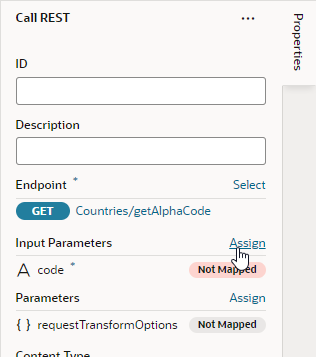 Call REST
...
Properties
ID
Description
Endpoint * Select
GET Countries/getAlphaCode
Input Parameters Assign
A code * Not Mapped
Parameters Assign
{ } requestTransformOptions Not Mapped
Content Type